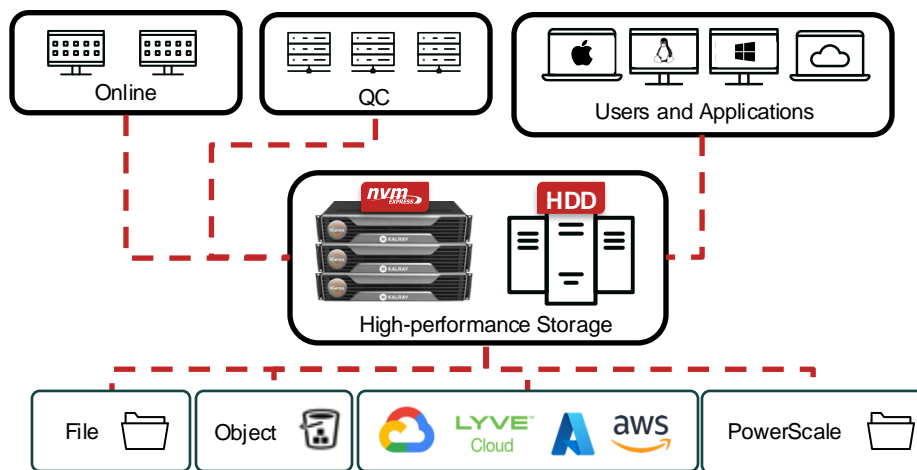 Online
QC
Users and Applications
nvm
EXPRESS
HDD
KALRAY
KALRAY
KALRAY
High-performance Storage
File
Object
LYVE™
Cloud
aws
PowerScale